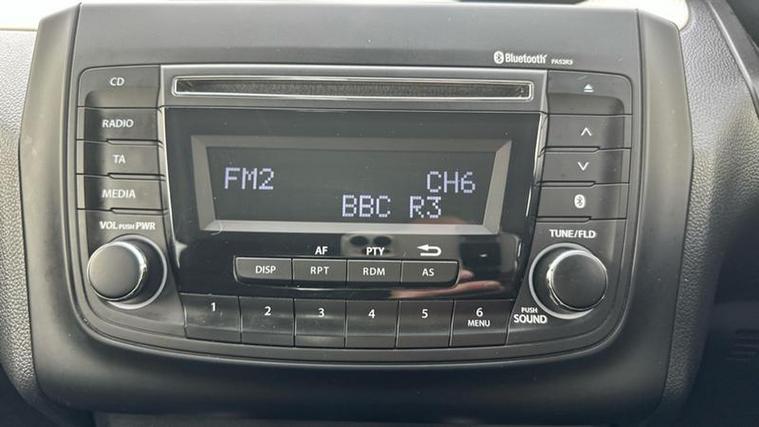 Bluetooth PA52R3
CD
RADIO
TA
MEDIA
VOL PUSH PWR
FM2 CH6
BBC R3
AF PTY
DISP RPT RDM AS
1 2 3 4 5 6
MENU
TUNE/FLD
PUSH
SOUND